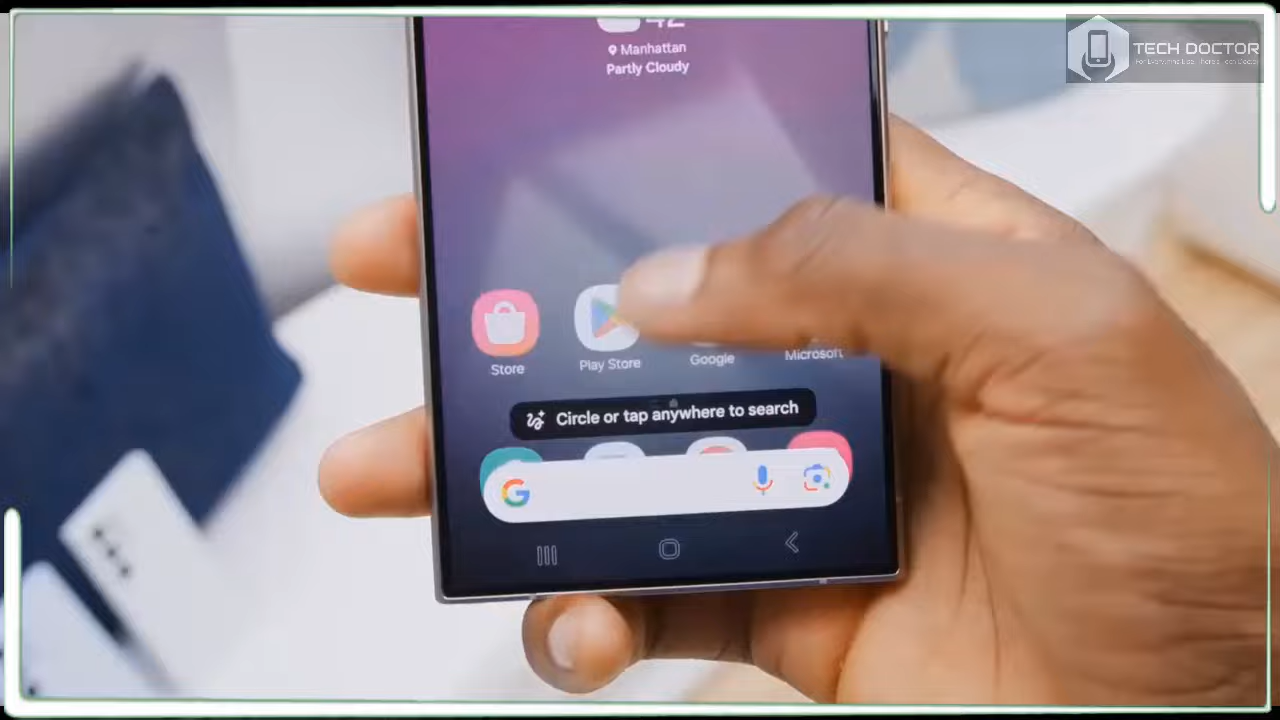 TECH DOCTOR
Manhattan
Partly Cloudy
Store
Play Store
Google
Microsoft
Circle or tap anywhere to search
G